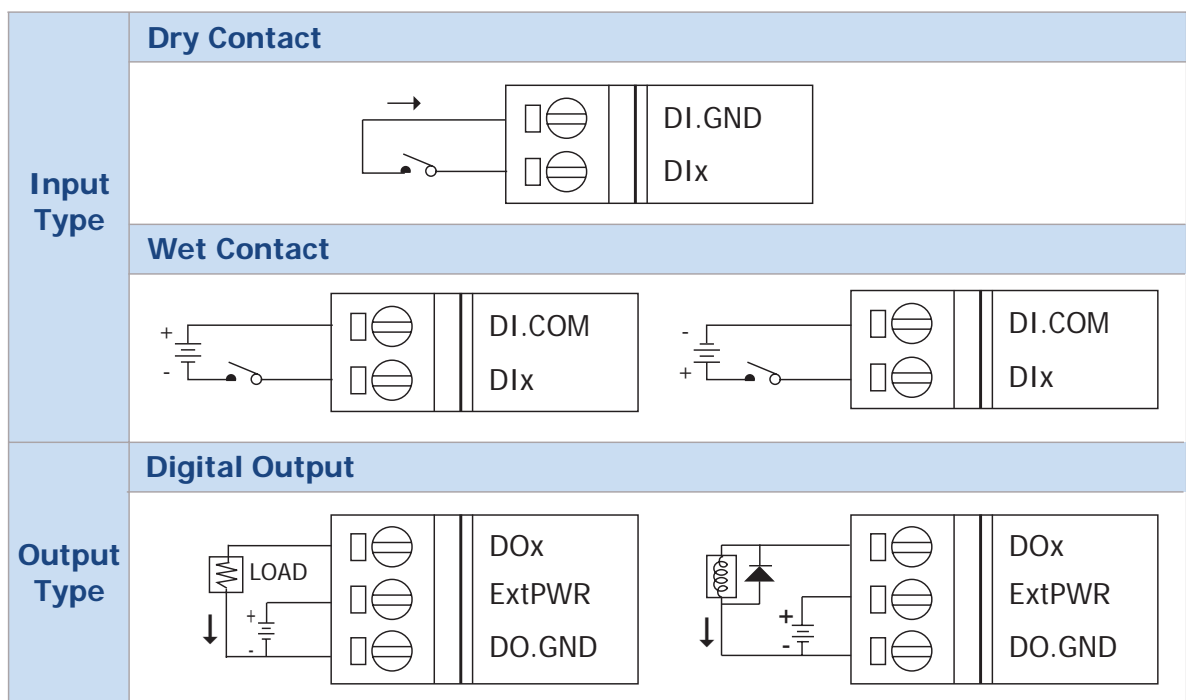 Dry Contact
DI.GND
DIx
Input
Type
Wet Contact
+
-
DI.COM
DIx
-
+
DI.COM
DIx
Digital Output
Output
Type
LOAD
+
-
DOx
ExtPWR
DO.GND
+
-
DOx
ExtPWR
DO.GND